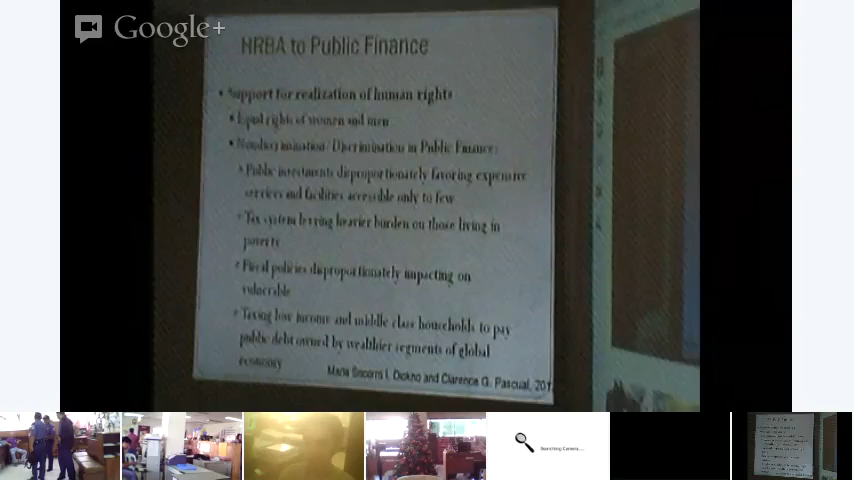 Google+
HRBA to Public Finance
• Support for realization of human rights
• Equal rights of women and men
• Nondiscrimination/ Discrimination in Public Finance:
• Public investments disproportionately favoring expensive
services and facilities accessible only to few
• Tax system levying heavier burden on those living in
poverty
• Fiscal policies disproportionately impacting on
vulnerable
• Taxing low income and middle class households to pay
public debt owned by wealthier segments of global
economy
Maria Socorro I. Diokno and Clarence G. Pascual, 201
Searching Camera...